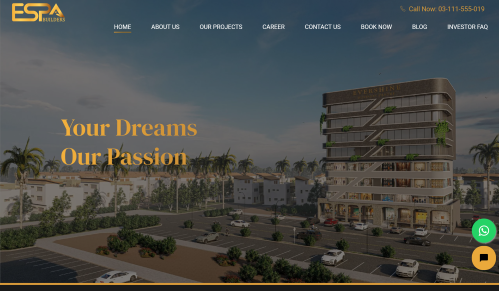 ESPA
BUILDERS
Call Now: 03-111-555-019
HOME ABOUT US OUR PROJECTS CAREER CONTACT US BOOK NOW BLOG INVESTOR FAQ
Your Dreams
Our Passion